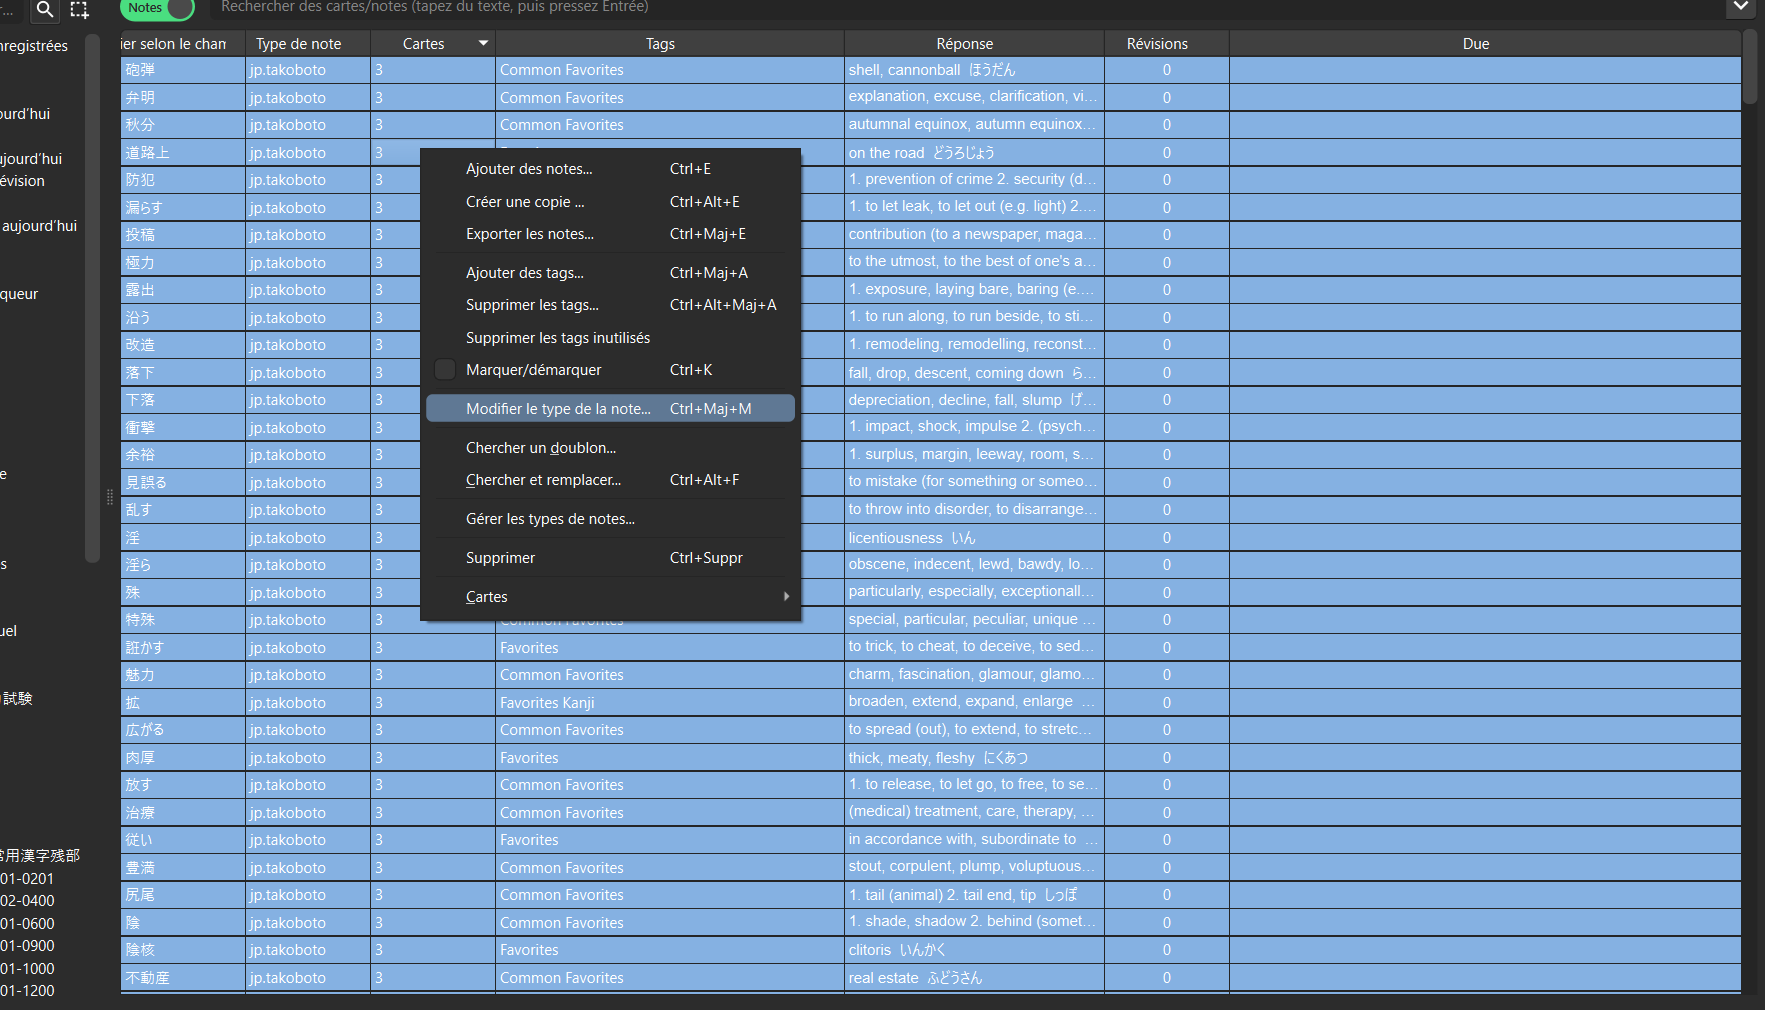 Notes
Rechercher des cartes/notes (tapez du texte, puis pressez Entrée)
nregistrées
ourd'hui
ujourd'hui
évision
aujourd'hui
queur
e
s
uel
試験
常用漢字残部
01-0201
02-0400
01-0600
01-0900
01-1000
01-1200
ier selon le chan Type de note Cartes Tags Réponse Révisions Due
砲弾 jp.takoboto 3 Common Favorites shell, cannonball ほうだん 0
弁明 jp.takoboto 3 Common Favorites explanation, excuse, clarification, vi... 0
秋分 jp.takoboto 3 Common Favorites autumnal equinox, autumn equinox... 0
道路上 jp.takoboto 3 on the road どうろじょう 0
防犯 jp.takoboto 3 1. prevention of crime 2. security (d... 0
漏らす jp.takoboto 3 1. to let leak, to let out (e.g. light) 2.... 0
投稿 jp.takoboto 3 contribution (to a newspaper, maga... 0
極力 jp.takoboto 3 to the utmost, to the best of one's a... 0
露出 jp.takoboto 3 1. exposure, laying bare, baring (e.... 0
沿う jp.takoboto 3 1. to run along, to run beside, to sti... 0
改造 jp.takoboto 3 1. remodeling, remodelling, reconst... 0
落下 jp.takoboto 3 fall, drop, descent, coming down ら... 0
下落 jp.takoboto 3 depreciation, decline, fall, slump げ... 0
衝撃 jp.takoboto 3 1. impact, shock, impulse 2. (psych... 0
余裕 jp.takoboto 3 1. surplus, margin, leeway, room, s... 0
見誤る jp.takoboto 3 to mistake (for something or someo... 0
乱す jp.takoboto 3 to throw into disorder, to disarrange... 0
淫 jp.takoboto 3 licentiousness いん 0
淫ら jp.takoboto 3 obscene, indecent, lewd, bawdy, lo... 0
殊 jp.takoboto 3 particularly, especially, exceptionall... 0
特殊 jp.takoboto 3 Common Favorites special, particular, peculiar, unique ... 0
誑かす jp.takoboto 3 Favorites to trick, to cheat, to deceive, to sed... 0
魅力 jp.takoboto 3 Common Favorites charm, fascination, glamour, glamo... 0
拡 jp.takoboto 3 Favorites Kanji broaden, extend, expand, enlarge ... 0
広がる jp.takoboto 3 Common Favorites to spread (out), to extend, to stretc... 0
肉厚 jp.takoboto 3 Favorites thick, meaty, fleshy にくあつ 0
放す jp.takoboto 3 Common Favorites 1. to release, to let go, to free, to se... 0
治療 jp.takoboto 3 Common Favorites (medical) treatment, care, therapy, ... 0
従い jp.takoboto 3 Favorites in accordance with, subordinate to ... 0
豊満 jp.takoboto 3 Common Favorites stout, corpulent, plump, voluptuous... 0
尻尾 jp.takoboto 3 Common Favorites 1. tail (animal) 2. tail end, tip しっぽ 0
陰 jp.takoboto 3 Common Favorites 1. shade, shadow 2. behind (somet... 0
陰核 jp.takoboto 3 Favorites clitoris いんかく 0
不動産 jp.takoboto 3 Common Favorites real estate ふどうさん 0
Ajouter des notes... Ctrl+E
Créer une copie ... Ctrl+Alt+E
Exporter les notes... Ctrl+Maj+E
Ajouter des tags... Ctrl+Maj+A
Supprimer les tags... Ctrl+Alt+Maj+A
Supprimer les tags inutilisés
Marquer/démarquer Ctrl+K
Modifier le type de la note... Ctrl+Maj+M
Chercher un doublon...
Chercher et remplacer... Ctrl+Alt+F
Gérer les types de notes...
Supprimer Ctrl+Suppr
Cartes